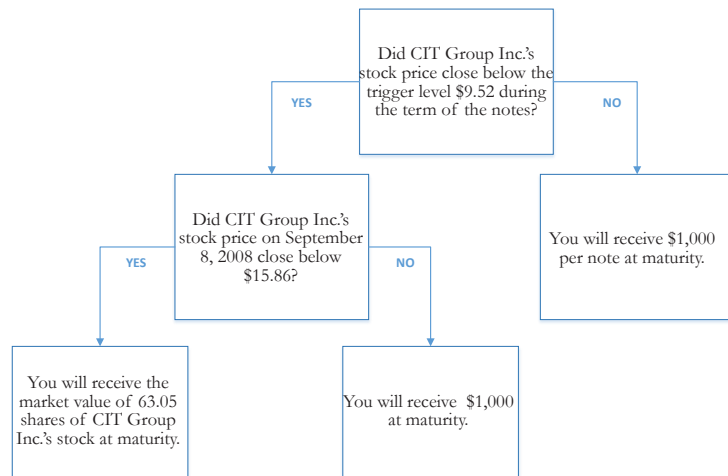 Did CIT Group Inc.'s
stock price close below the
trigger level $9.52 during
the term of the notes?
YES
NO
Did CIT Group Inc.'s
stock price on September
8, 2008 close below
$15.86?
You will receive $1,000
per note at maturity.
YES
NO
You will receive the
market value of 63.05
shares of CIT Group
Inc.'s stock at maturity.
You will receive $1,000
at maturity.